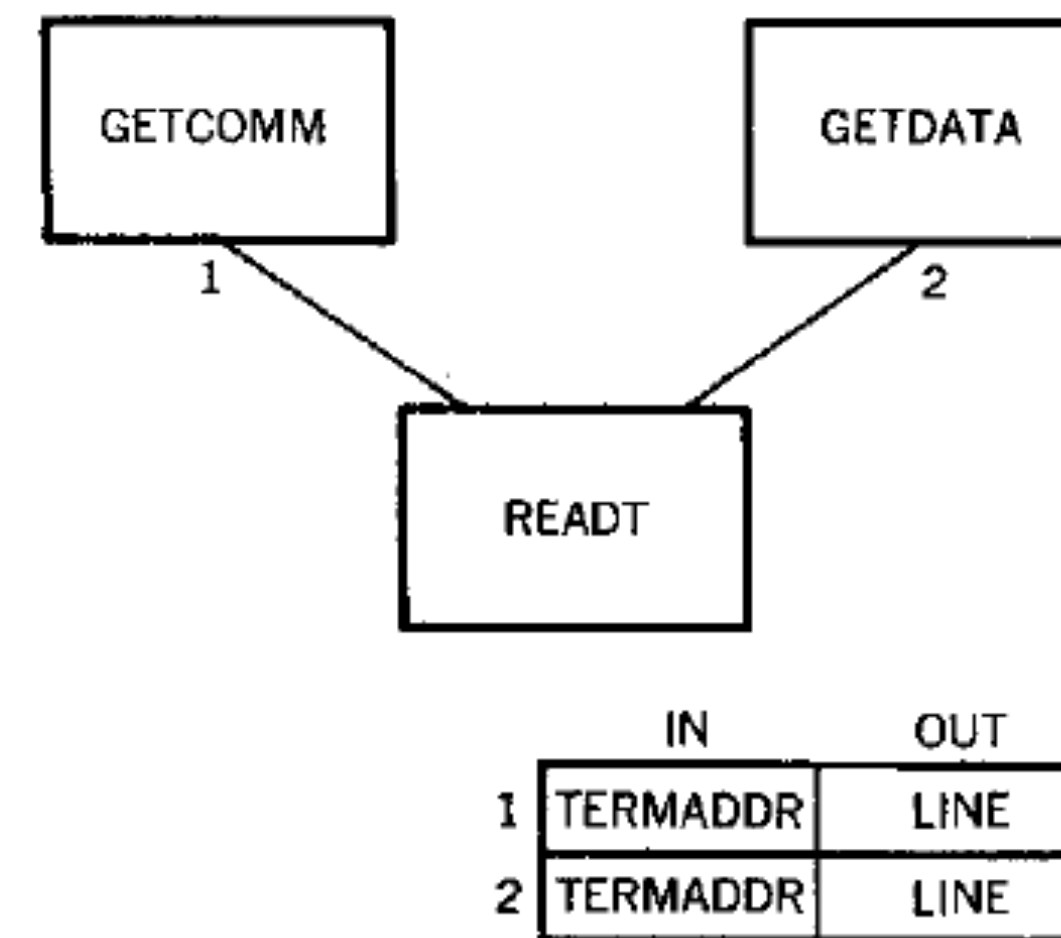 GETCOMM GETDATA
1 2
READT
IN OUT
1 TERMADDR LINE
2 TERMADDR LINE